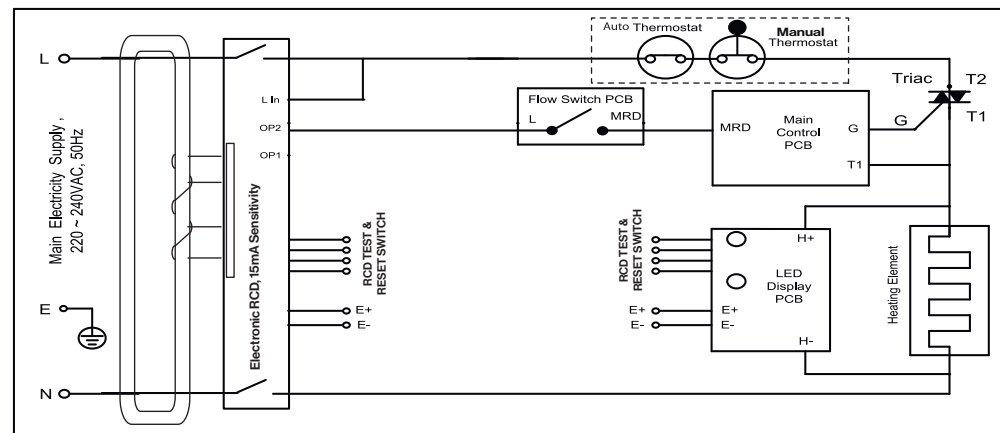 L
Main Electricity Supply ,
220 ~ 240VAC, 50Hz
E
N
Electronic RCD, 15mA Sensitivity
L In
OP2
OP1
RCD TEST &
RESET SWITCH
E+
E-
Auto Thermostat
Manual
Thermostat
Flow Switch PCB
L
MRD
MRD
Main
Control
PCB
G
T1
Triac
T2
T1
G
RCD TEST &
RESET SWITCH
E+
E-
H+
LED
Display
PCB
E+
E-
H-
Heating Element